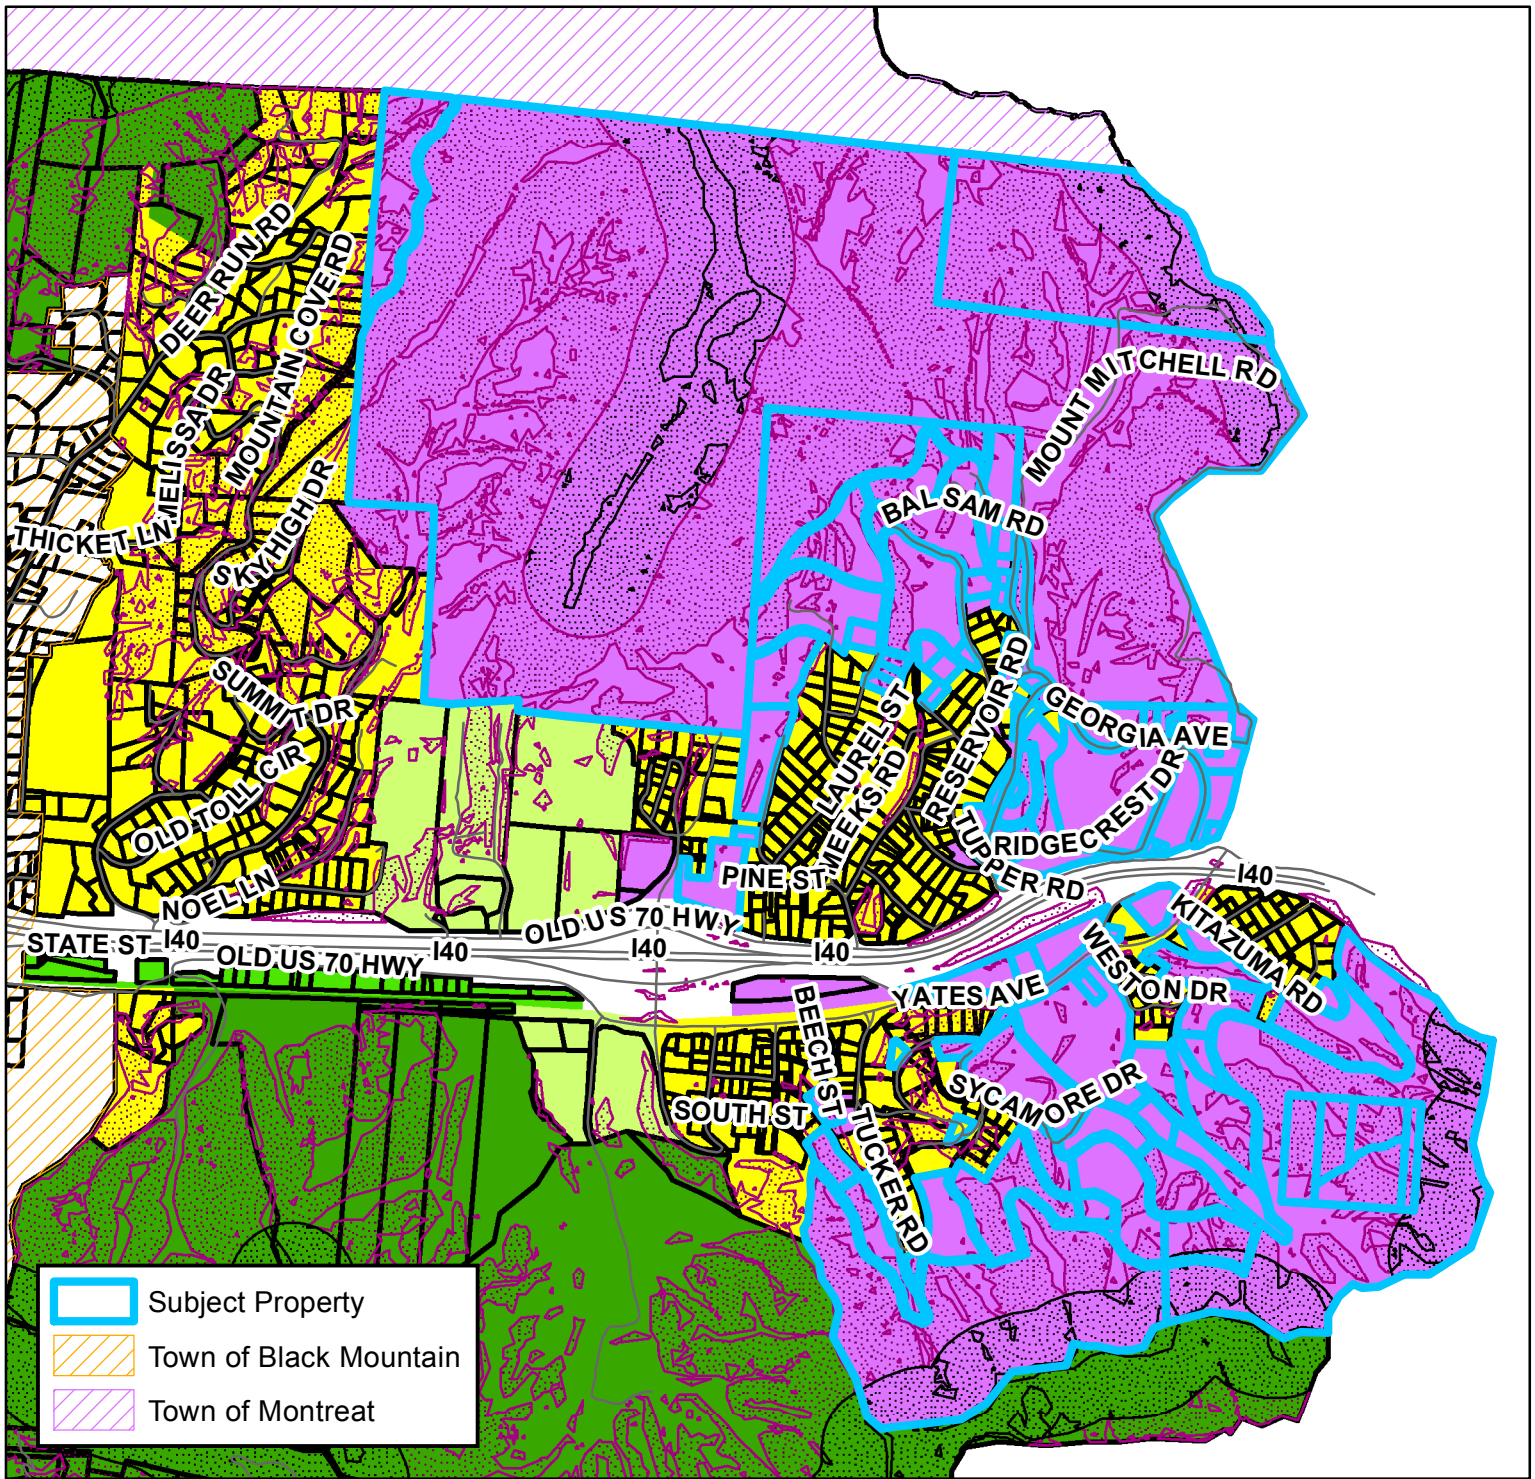 DEER RUN RD
MOUNTAIN COVE RD
MOUNT MITCHELL RD
MELISSA DR
BALSAM RD
SKY HIGH DR
THICKET LN
RESERVOIR RD
SUMMIT DR
LAUREL ST
GEORGIA AVE
MEEKS RD
OLD TOLL CIR
RIDGECREST DR
TUPPER RD
PINE ST
I40
NOEL LN
KITAZUMA RD
OLD US 70 HWY
STATE ST
I40
I40
I40
I40
OLD US 70 HWY
WESTON DR
YATES AVE
BEECH ST
SYCAMORE DR
SOUTH ST
TUCKER RD
Subject Property
Town of Black Mountain
Town of Montreat